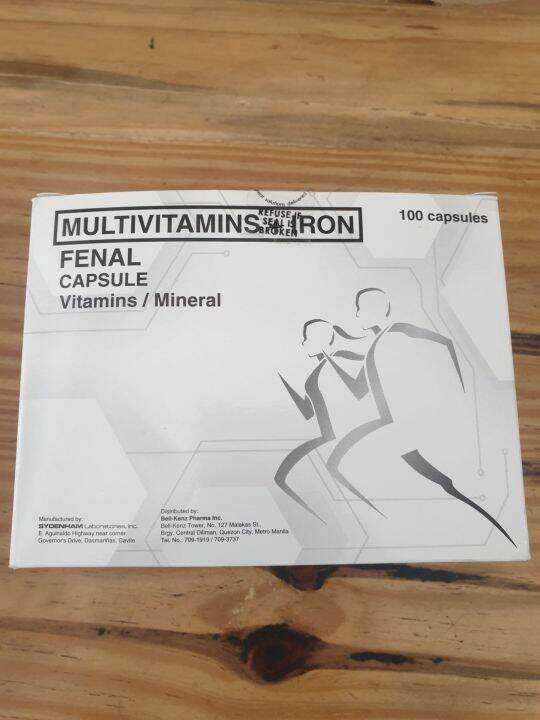 solutions delivered
REFUSE IF
SEAL IS
BROKEN
MULTIVITAMINS + IRON
100 capsules
FENAL
CAPSULE
Vitamins / Mineral
Manufactured by:
SYDENHAM Laboratories, Inc.
E. Aguinaldo Highway near corner
Governor's Drive, Dasmariñas, Cavite
Distributed by:
Bell-Kenz Pharma Inc.
Bell-Kenz Tower, No. 127 Malakas St.,
Brgy. Central Diliman, Quezon City, Metro Manila
Tel. No.: 709-1919 / 709-3737